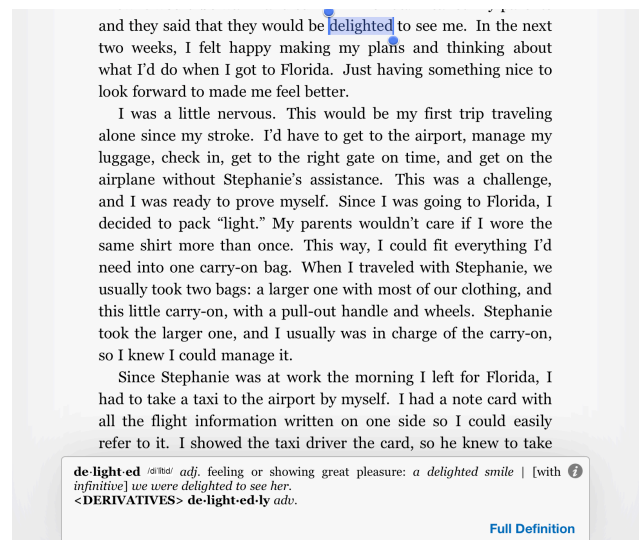 and they said that they would be delighted to see me. In the next
two weeks, I felt happy making my plans and thinking about
what I’d do when I got to Florida. Just having something nice to
look forward to made me feel better.
I was a little nervous. This would be my first trip traveling
alone since my stroke. I’d have to get to the airport, manage my
luggage, check in, get to the right gate on time, and get on the
airplane without Stephanie’s assistance. This was a challenge,
and I was ready to prove myself. Since I was going to Florida, I
decided to pack “light.” My parents wouldn’t care if I wore the
same shirt more than once. This way, I could fit everything I’d
need into one carry-on bag. When I traveled with Stephanie, we
usually took two bags: a larger one with most of our clothing, and
this little carry-on, with a pull-out handle and wheels. Stephanie
took the larger one, and I usually was in charge of the carry-on,
so I knew I could manage it.
Since Stephanie was at work the morning I left for Florida, I
had to take a taxi to the airport by myself. I had a note card with
all the flight information written on one side so I could easily
refer to it. I showed the taxi driver the card, so he knew to take
de·light·ed adj. feeling or showing great pleasure: a delighted smile | [with
infinitive] we were delighted to see her.
<DERIVATIVES> de·light·ed·ly adv.
Full Definition